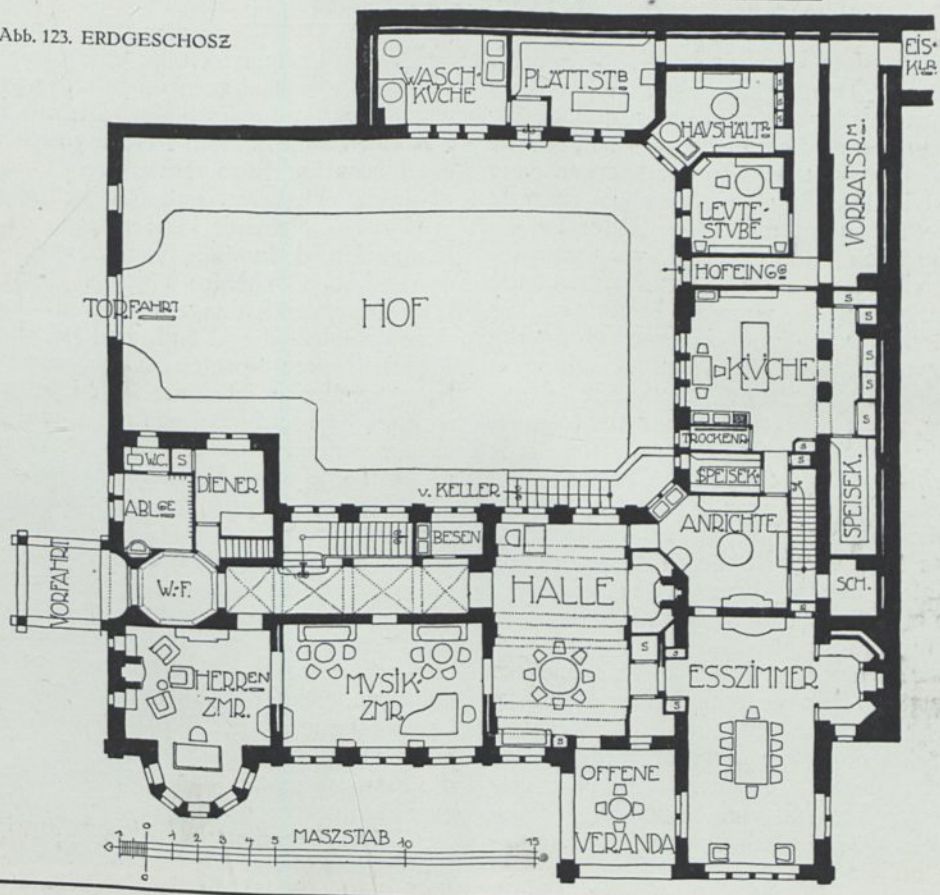 Abb. 123. ERDGESCHOSZ
EIS-
KLR
WASCH-
KVCHE
PLÄTTSTB
HAVSHÄLTR
VORRATSRM.
LEVTE-
STVBE
HOFEINGG
TORFAHRT
HOF
S
S
S
S
S
S
S
S
KVCHE
S
S
S
TROCKENR
SPEISEK.
SPEISEK.
W.C.
S
DIENER
ABLGE
v. KELLER
BESEN
ANRICHTE
VORFAHRT
W.-F.
HALLE
SCH.
S
HERREN
ZMR.
MVSIK-
ZMR
S
S
S
ESSZIMMER
S
OFFENE
VERANDA
MASZSTAB
1 0 1 2 3 4 5 10 15
0